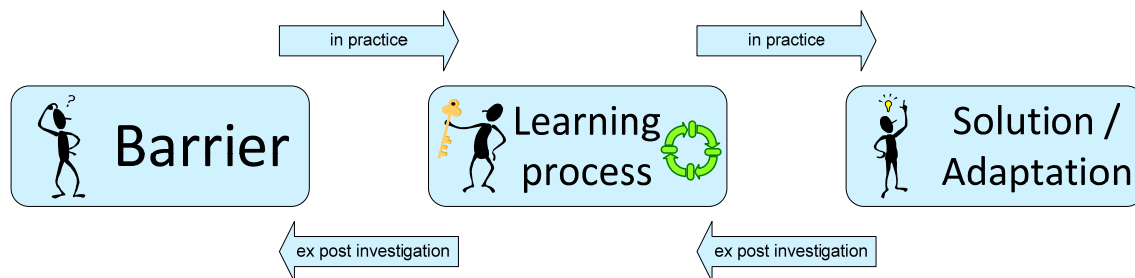 in practice
in practice
?
Barrier
Learning
process
Solution /
Adaptation
ex post investigation
ex post investigation